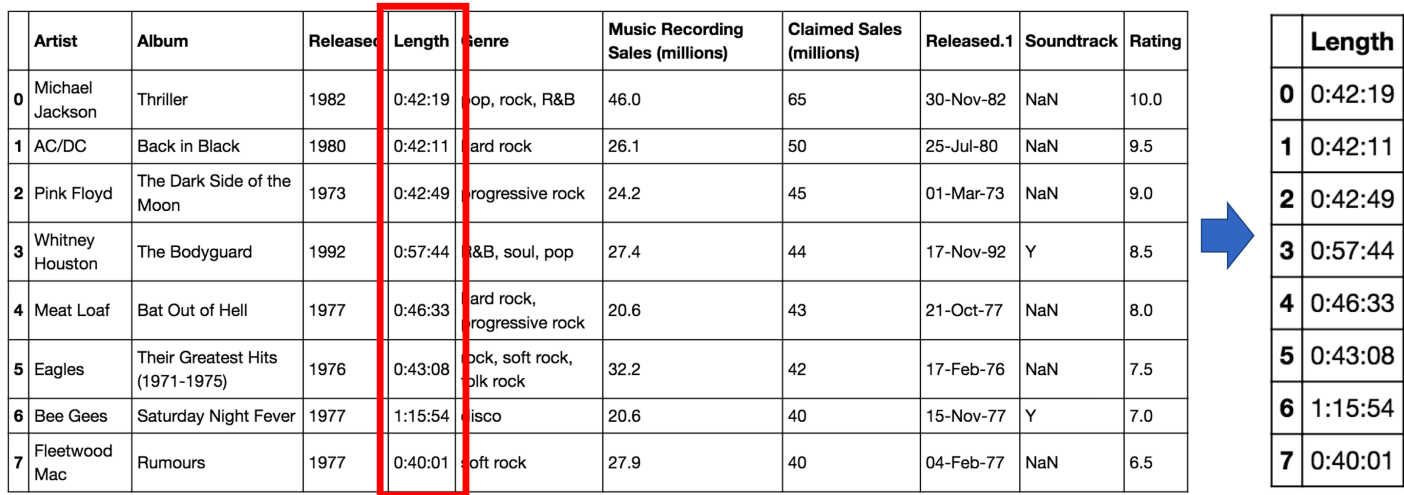 Artist Album Released Length Genre Music Recording Sales (millions) Claimed Sales (millions) Released.1 Soundtrack Rating
0 Michael Jackson Thriller 1982 0:42:19 pop, rock, R&B 46.0 65 30-Nov-82 NaN 10.0
1 AC/DC Back in Black 1980 0:42:11 hard rock 26.1 50 25-Jul-80 NaN 9.5
2 Pink Floyd The Dark Side of the Moon 1973 0:42:49 progressive rock 24.2 45 01-Mar-73 NaN 9.0
3 Whitney Houston The Bodyguard 1992 0:57:44 R&B, soul, pop 27.4 44 17-Nov-92 Y 8.5
4 Meat Loaf Bat Out of Hell 1977 0:46:33 hard rock, progressive rock 20.6 43 21-Oct-77 NaN 8.0
5 Eagles Their Greatest Hits (1971-1975) 1976 0:43:08 rock, soft rock, folk rock 32.2 42 17-Feb-76 NaN 7.5
6 Bee Gees Saturday Night Fever 1977 1:15:54 disco 20.6 40 15-Nov-77 Y 7.0
7 Fleetwood Mac Rumours 1977 0:40:01 soft rock 27.9 40 04-Feb-77 NaN 6.5
Length
0 0:42:19
1 0:42:11
2 0:42:49
3 0:57:44
4 0:46:33
5 0:43:08
6 1:15:54
7 0:40:01